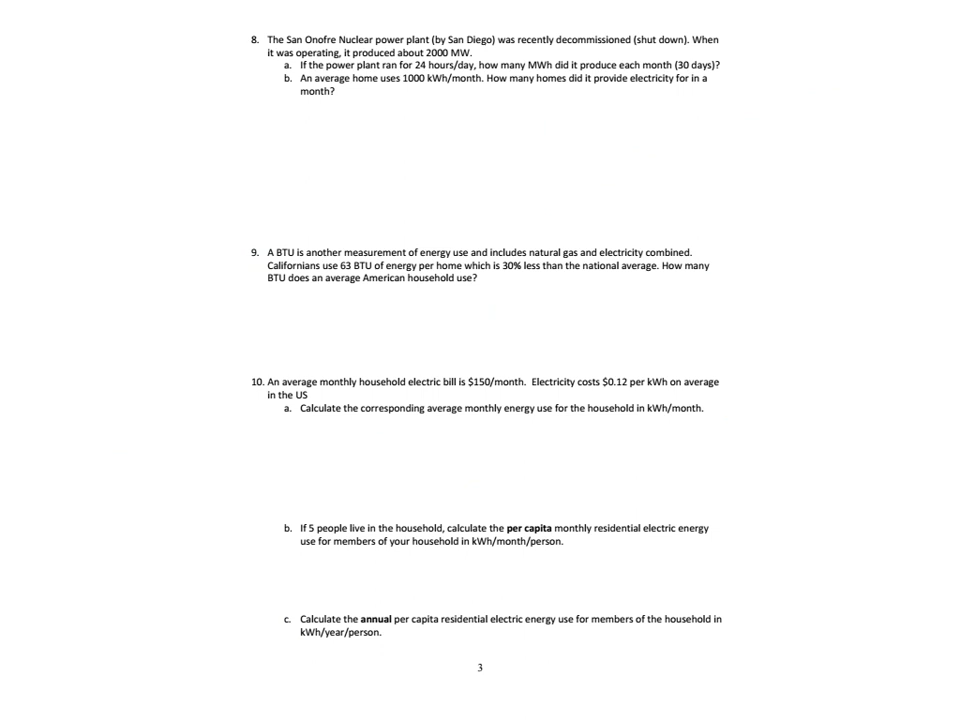 8. The San Onofre Nuclear power plant (by San Diego) was recently decommissioned (shut down). When
it was operating, it produced about 2000 MW.
a. If the power plant ran for 24 hours/day, how many MWh did it produce each month (30 days)?
b. An average home uses 1000 kWh/month. How many homes did it provide electricity for in a
month?
9. A BTU is another measurement of energy use and includes natural gas and electricity combined.
Californians use 63 BTU of energy per home which is 30% less than the national average. How many
BTU does an average American household use?
10. An average monthly household electric bill is $150/month. Electricity costs $0.12 per kWh on average
in the US
a. Calculate the corresponding average monthly energy use for the household in kWh/month.
b. If 5 people live in the household, calculate the per capita monthly residential electric energy
use for members of your household in kWh/month/person.
c. Calculate the annual per capita residential electric energy use for members of the household in
kWh/year/person.
3